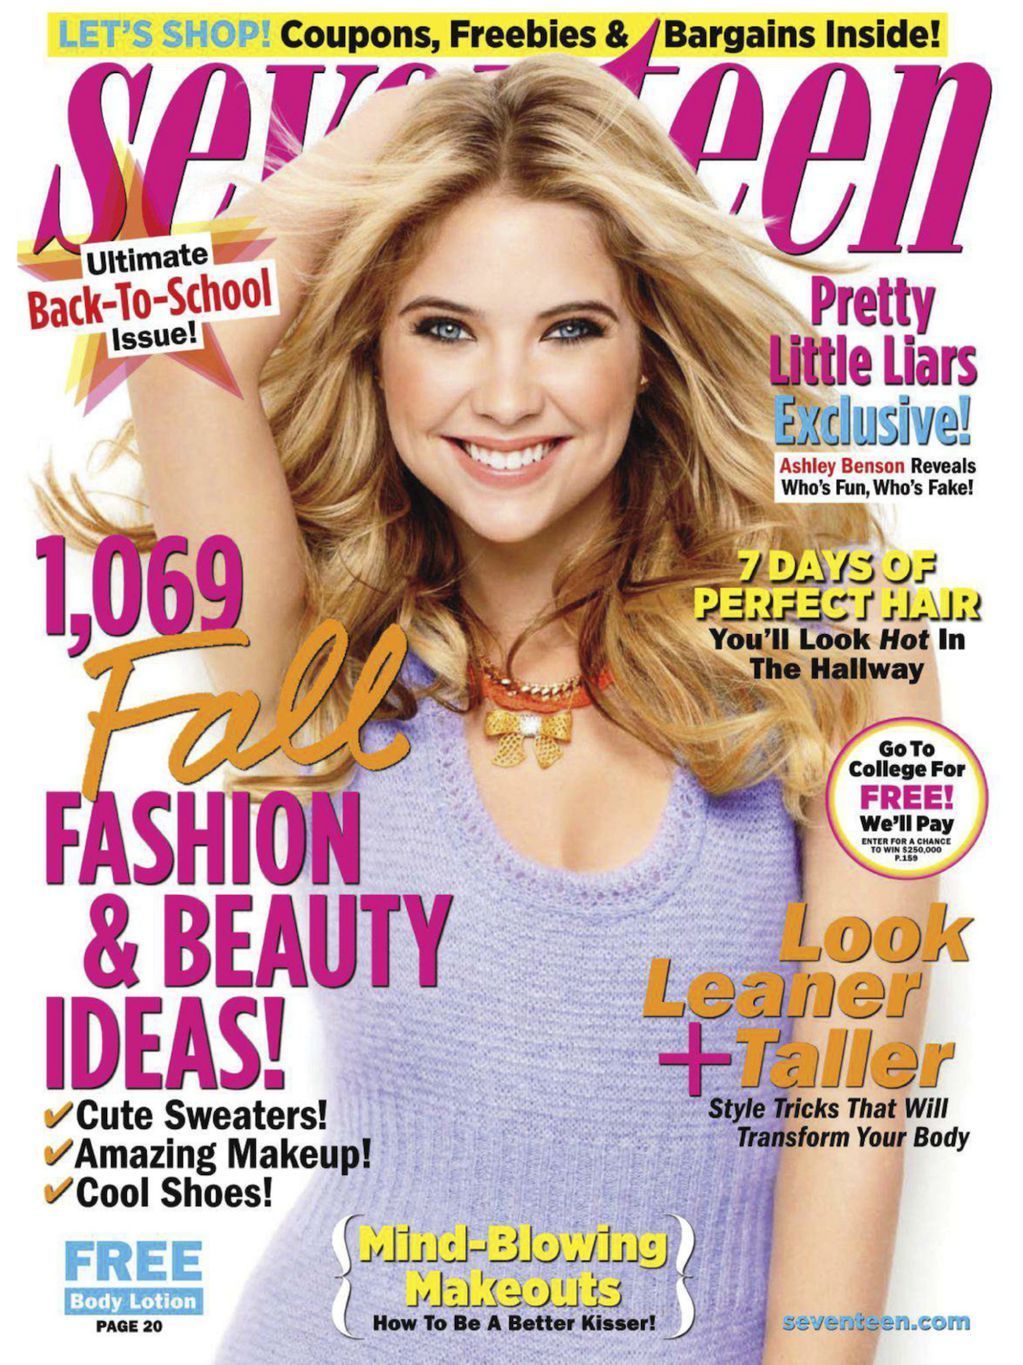 LET'S SHOP! Coupons, Freebies & Bargains Inside!
seventeen
Ultimate
Back-To-School
Issue!
Pretty
Little Liars
Exclusive!
Ashley Benson Reveals
Who's Fun, Who's Fake!
1,069
Fall
FASHION
& BEAUTY
IDEAS!
✔Cute Sweaters!
✔Amazing Makeup!
✔Cool Shoes!
7 DAYS OF
PERFECT HAIR
You'll Look Hot In
The Hallway
Go To
College For
FREE!
We'll Pay
ENTER FOR A CHANCE
TO WIN $250,000
P.159
Look
Leaner
+Taller
Style Tricks That Will
Transform Your Body
FREE
Body Lotion
PAGE 20
{Mind-Blowing
Makeouts}
How To Be A Better Kisser!
seventeen.com